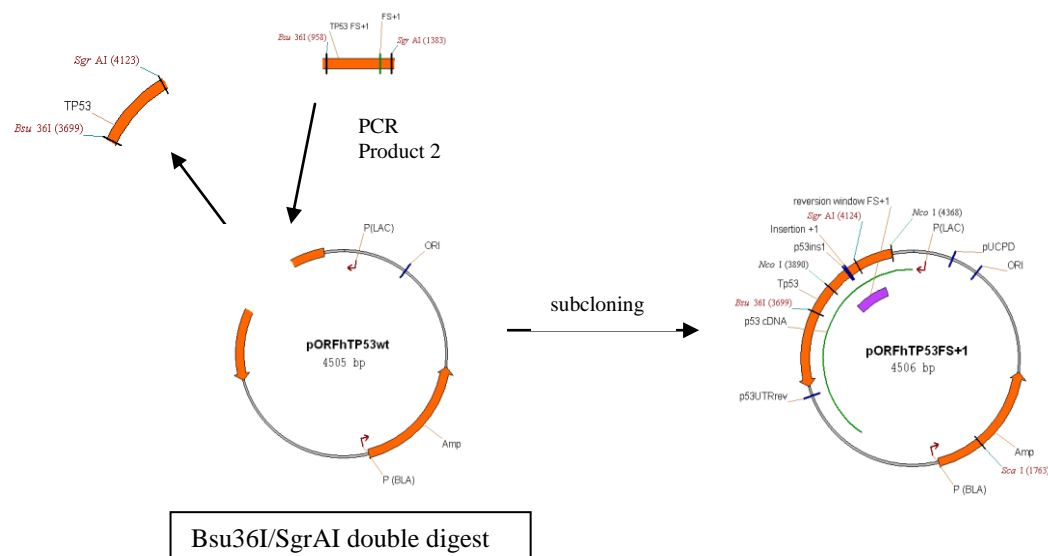 FS+1
TP53 FS+1
Bsu 36I (958)
Sgr AI (1383)
Sgr AI (4123)
TP53
Bsu 36I (3699)
PCR
Product 2
P(LAC)
ORI
pORFhTP53wt
4505 bp
Amp
P (BLA)
subcloning
reversion window FS+1
Sgr AI (4124)
Nco I (4368)
Insertion +1
P(LAC)
p53ins1
pUCPD
Nco I (3890)
ORI
Tp53
Bsu 36I (3699)
p53 cDNA
pORFhTP53FS+1
4506 bp
p53UTRrev
Amp
Sca I (1763)
P (BLA)
Bsu36I/SgrAI double digest